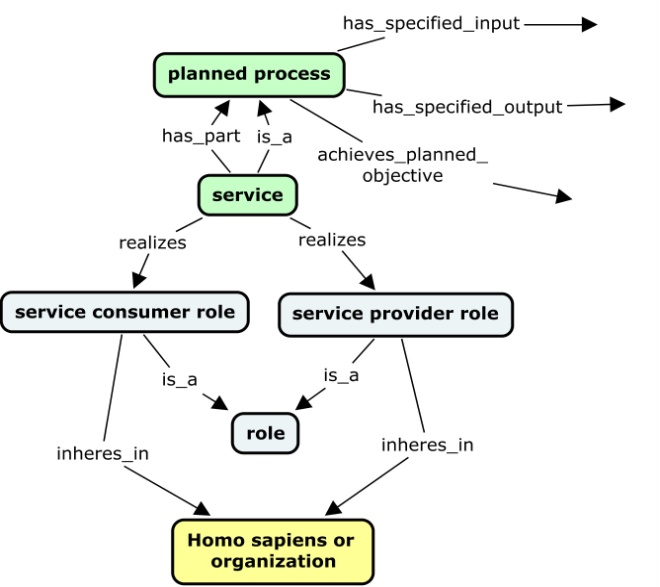 has_specified_input
planned process
has_specified_output
has_part
is_a
achieves_planned_
objective
service
realizes
realizes
service consumer role
service provider role
is_a
is_a
role
inheres_in
inheres_in
Homo sapiens or
organization